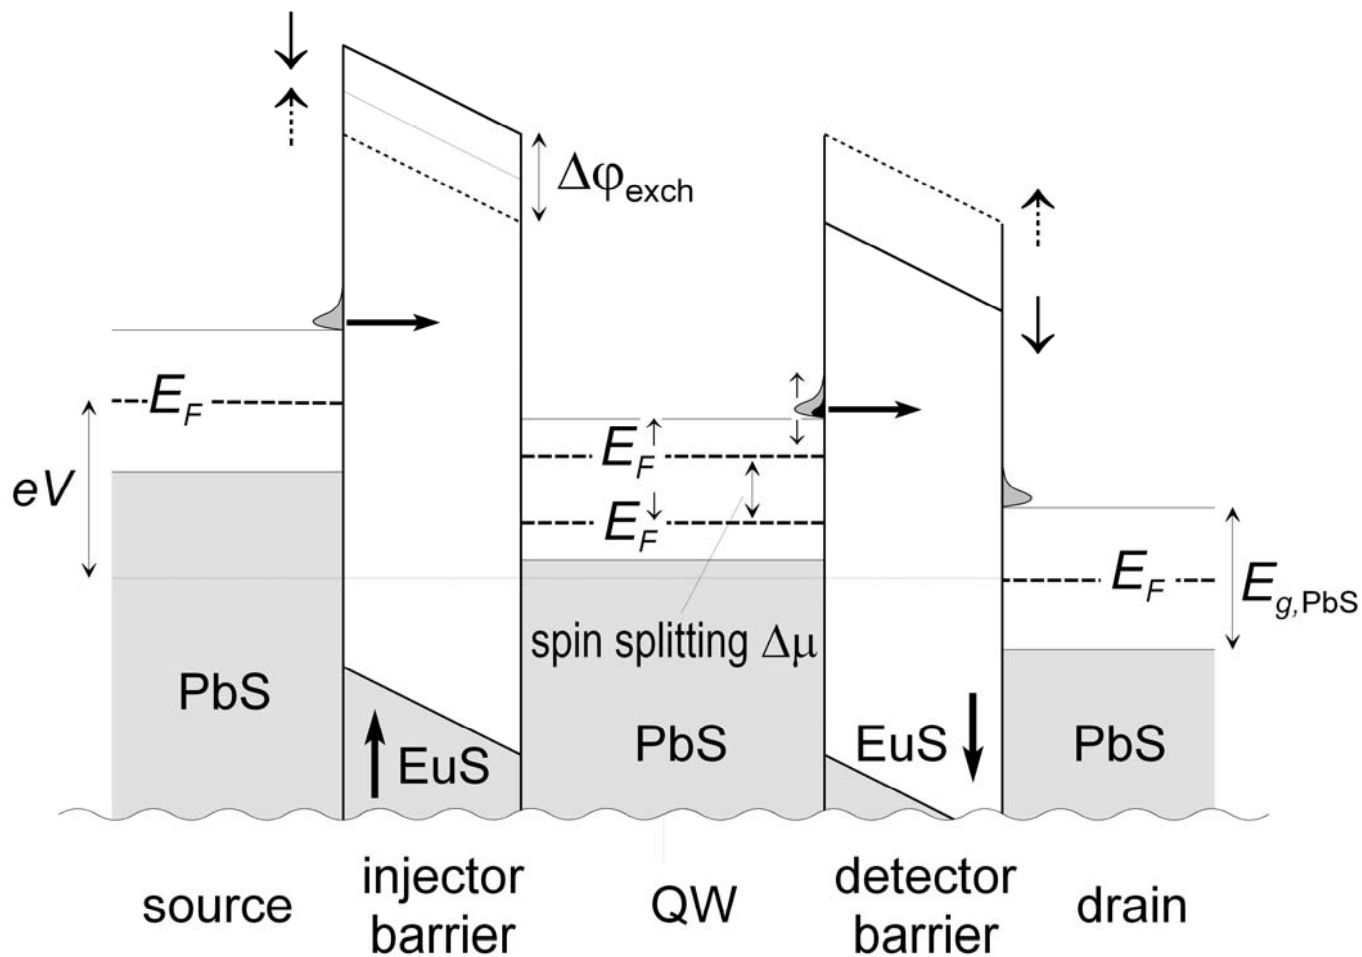 Δφexch
EF
eV
EF↑
EF↓
EF
Eg,PbS
spin splitting Δμ
PbS
EuS
PbS
EuS
PbS
source
injector
barrier
QW
detector
barrier
drain